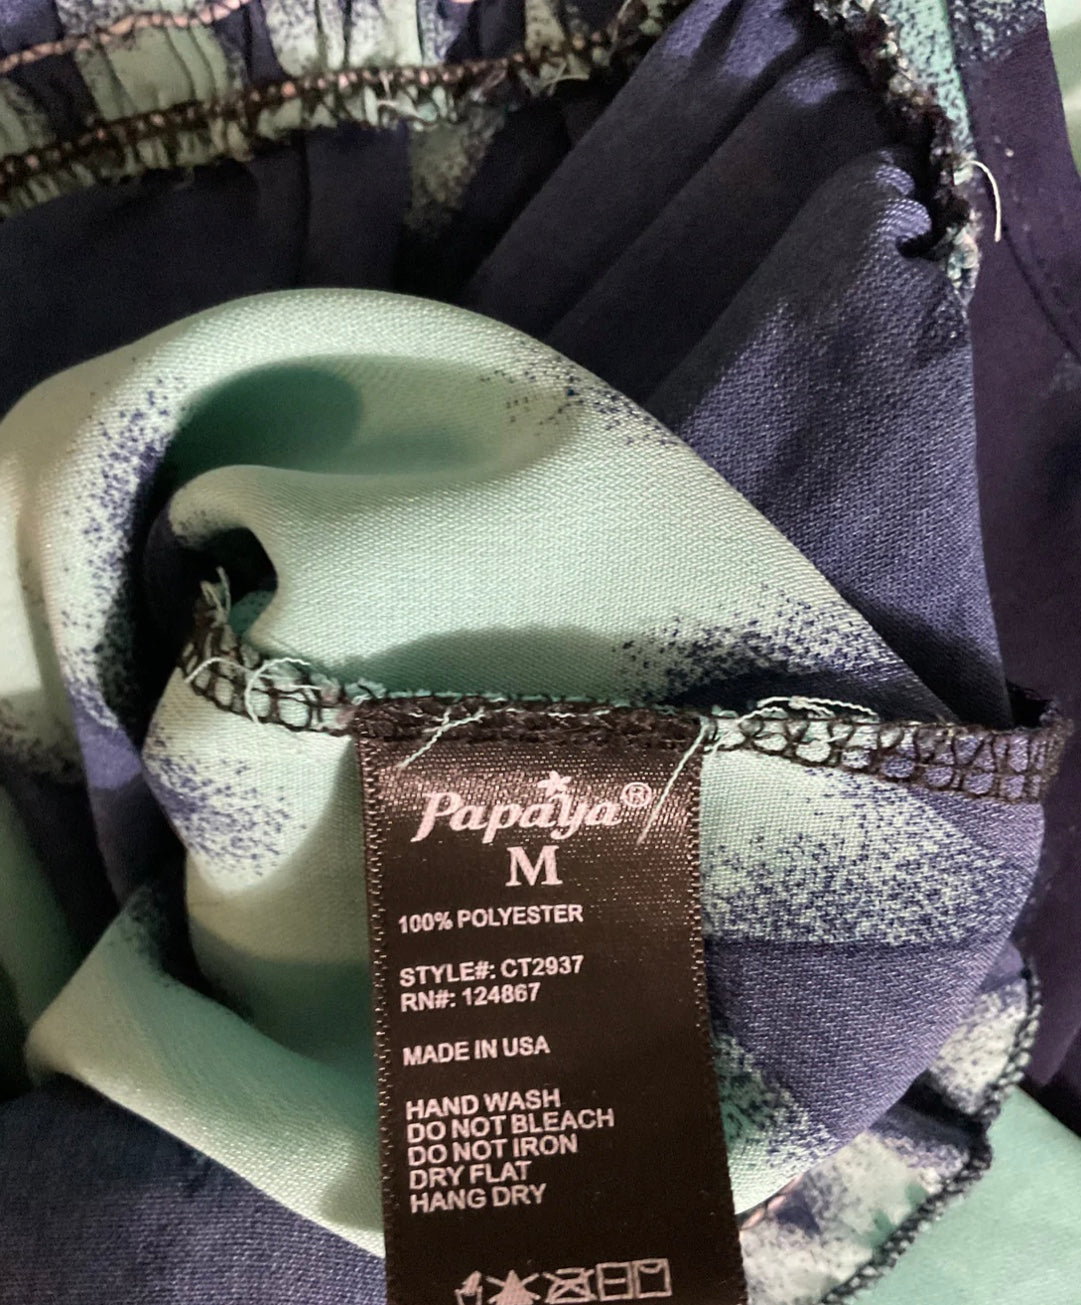 Papaya®
M
100% POLYESTER
STYLE#: CT2937
RN#: 124867
MADE IN USA
HAND WASH
DO NOT BLEACH
DO NOT IRON
DRY FLAT
HANG DRY